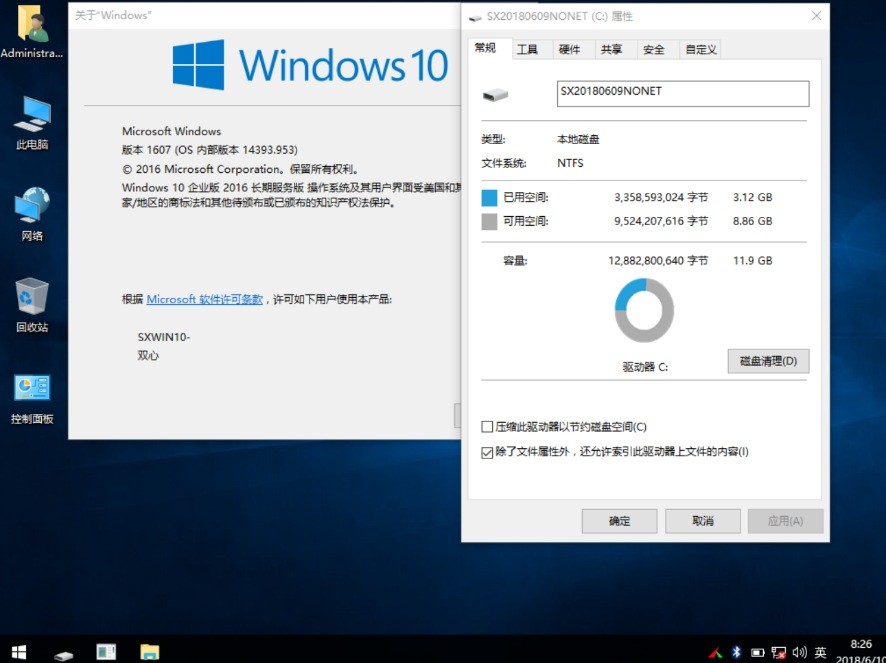 Administra...
此电脑
网络
回收站
控制面板
关于"Windows"
Windows 10
Microsoft Windows
版本 1607 (OS 内部版本 14393.953)
© 2016 Microsoft Corporation。保留所有权利。
Windows 10 企业版 2016 长期服务版 操作系统及其用户界面受美国和其
家/地区的商标法和其他待颁布或已颁布的知识产权法保护。
根据 Microsoft 软件许可条款，许可如下用户使用本产品:
SXWIN10-
双心
SX20180609NONET (C:) 属性
常规 工具 硬件 共享 安全 自定义
SX20180609NONET
类型: 本地磁盘
文件系统: NTFS
已用空间: 3,358,593,024 字节 3.12 GB
可用空间: 9,524,207,616 字节 8.86 GB
容量: 12,882,800,640 字节 11.9 GB
驱动器 C: 磁盘清理(D)
压缩此驱动器以节约磁盘空间(C)
除了文件属性外，还允许索引此驱动器上文件的内容(I)
确定 取消 应用(A)
英 8:26
2018/6/10